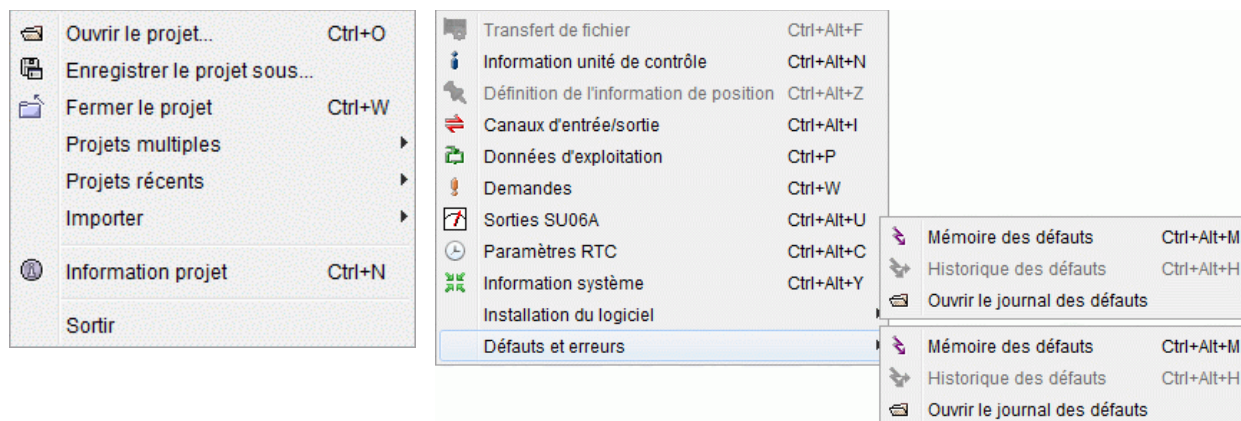 Ouvrir le projet... Ctrl+O
Enregistrer le projet sous...
Fermer le projet Ctrl+W
Projets multiples
Projets récents
Importer
Information projet Ctrl+N
Sortir
Transfert de fichier Ctrl+Alt+F
Information unité de contrôle Ctrl+Alt+N
Définition de l'information de position Ctrl+Alt+Z
Canaux d'entrée/sortie Ctrl+Alt+I
Données d'exploitation Ctrl+P
Demandes Ctrl+W
Sorties SU06A Ctrl+Alt+U
Paramètres RTC Ctrl+Alt+C
Information système Ctrl+Alt+Y
Installation du logiciel
Défauts et erreurs
Mémoire des défauts Ctrl+Alt+M
Historique des défauts Ctrl+Alt+H
Ouvrir le journal des défauts
Mémoire des défauts Ctrl+Alt+M
Historique des défauts Ctrl+Alt+H
Ouvrir le journal des défauts